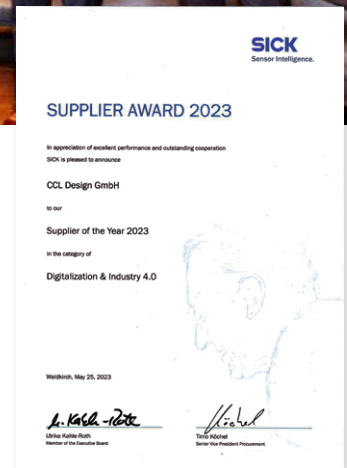 SICK
Sensor Intelligence.
SUPPLIER AWARD 2023
In appreciation of excellent performance and outstanding cooperation
SICK is pleased to announce
CCL Design GmbH
to our
Supplier of the Year 2023
in the category of
Digitalization & Industry 4.0
Waldkirch, May 25, 2023
Ulrike Kahle-Roth
Member of the Executive Board
Timo Köchel
Senior Vice President Procurement